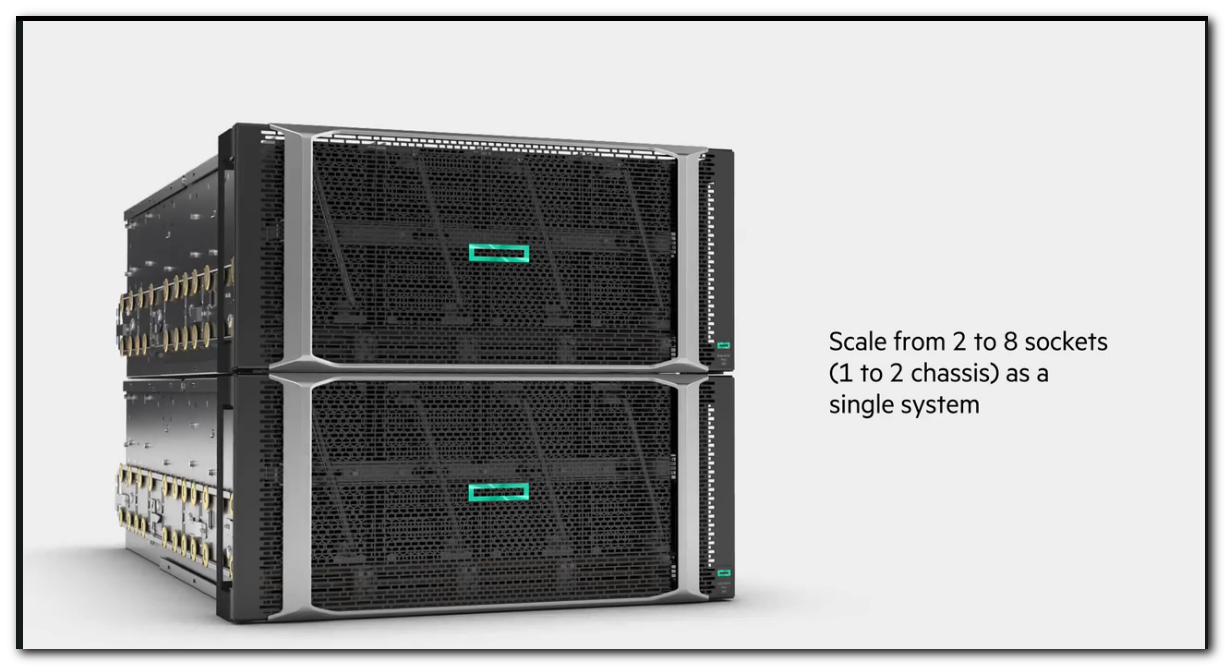 Scale from 2 to 8 sockets
(1 to 2 chassis) as a
single system